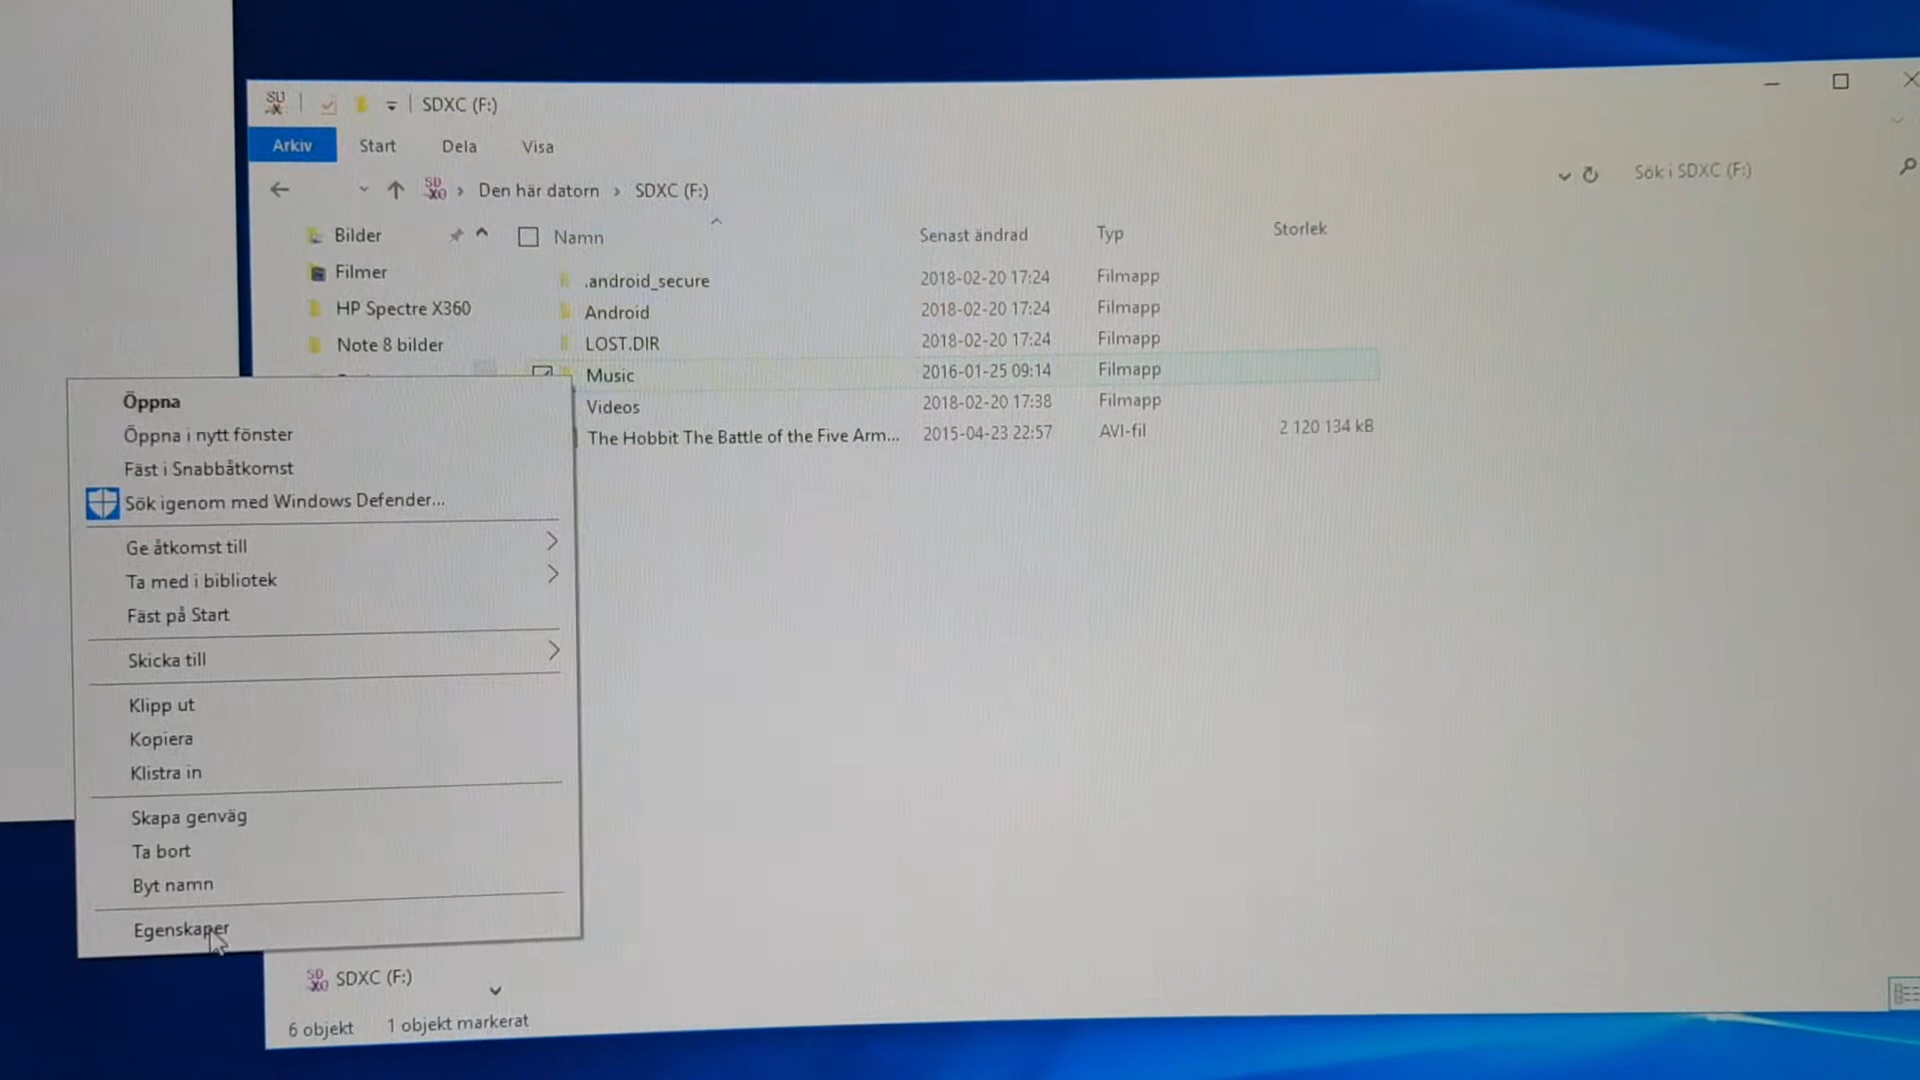 SDXC (F:)
Arkiv Start Dela Visa
Den här datorn › SDXC (F:)
Sök i SDXC (F:)
Namn Senast ändrad Typ Storlek
Bilder
Filmer
HP Spectre X360
Note 8 bilder
.android_secure 2018-02-20 17:24 Filmapp
Android 2018-02-20 17:24 Filmapp
LOST.DIR 2018-02-20 17:24 Filmapp
Music 2016-01-25 09:14 Filmapp
Videos 2018-02-20 17:38 Filmapp
The Hobbit The Battle of the Five Arm... 2015-04-23 22:57 AVI-fil 2 120 134 kB
Öppna
Öppna i nytt fönster
Fäst i Snabbåtkomst
Sök igenom med Windows Defender...
Ge åtkomst till
Ta med i bibliotek
Fäst på Start
Skicka till
Klipp ut
Kopiera
Klistra in
Skapa genväg
Ta bort
Byt namn
Egenskaper
SDXC (F:)
6 objekt 1 objekt markerat